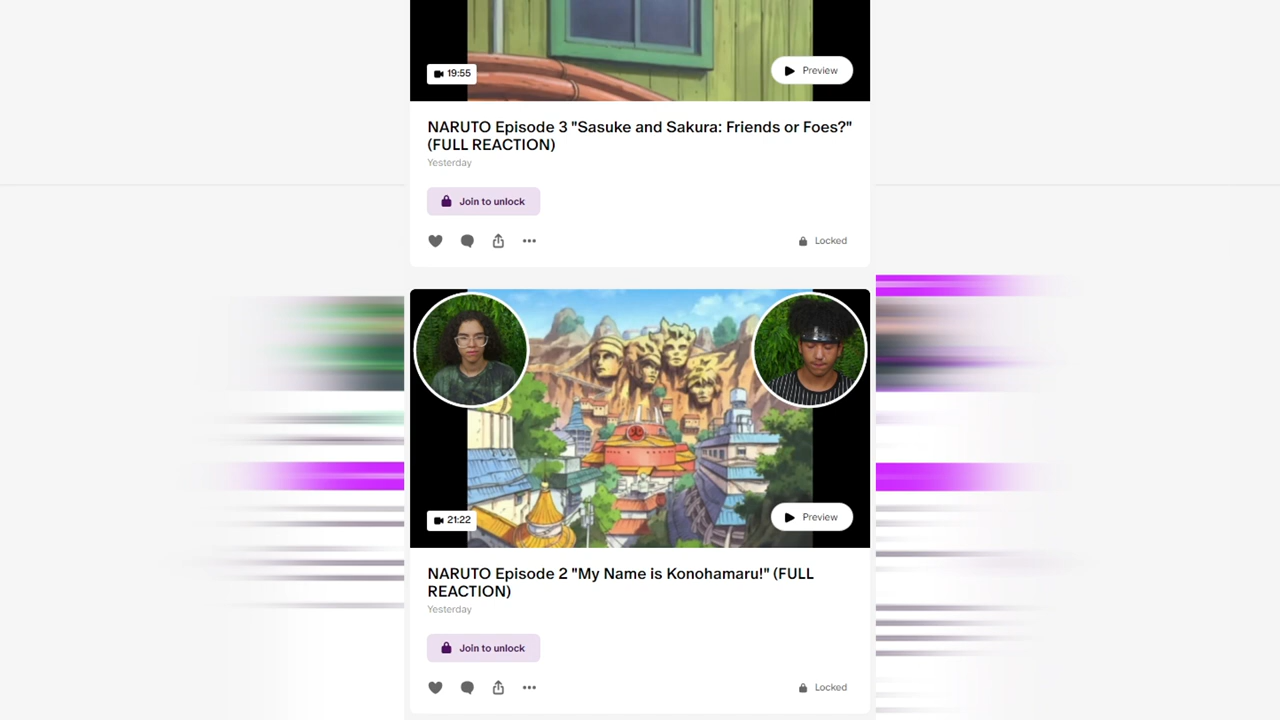 19:55
Preview
NARUTO Episode 3 "Sasuke and Sakura: Friends or Foes?"
(FULL REACTION)
Yesterday
Join to unlock
Locked
21:22
Preview
NARUTO Episode 2 "My Name is Konohamaru!" (FULL
REACTION)
Yesterday
Join to unlock
Locked